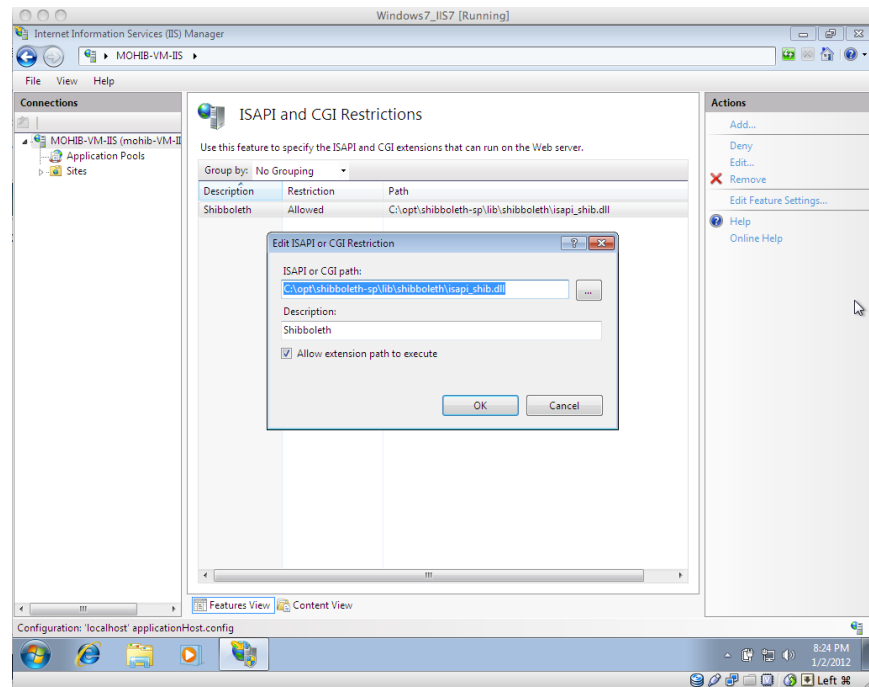 Windows7_IIS7 [Running]
Internet Information Services (IIS) Manager
MOHIB-VM-IIS
File View Help
Connections
MOHIB-VM-IIS (mohib-VM-II
Application Pools
Sites
ISAPI and CGI Restrictions
Use this feature to specify the ISAPI and CGI extensions that can run on the Web server.
Group by: No Grouping
Description Restriction Path
Shibboleth Allowed C:\opt\shibboleth-sp\lib\shibboleth\isapi_shib.dll
Edit ISAPI or CGI Restriction
ISAPI or CGI path:
C:\opt\shibboleth-sp\lib\shibboleth\isapi_shib.dll
...
Description:
Shibboleth
Allow extension path to execute
OK Cancel
Actions
Add...
Deny
Edit...
Remove
Edit Feature Settings...
Help
Online Help
Features View Content View
Configuration: 'localhost' applicationHost.config
8:24 PM
1/2/2012
Left ⌘